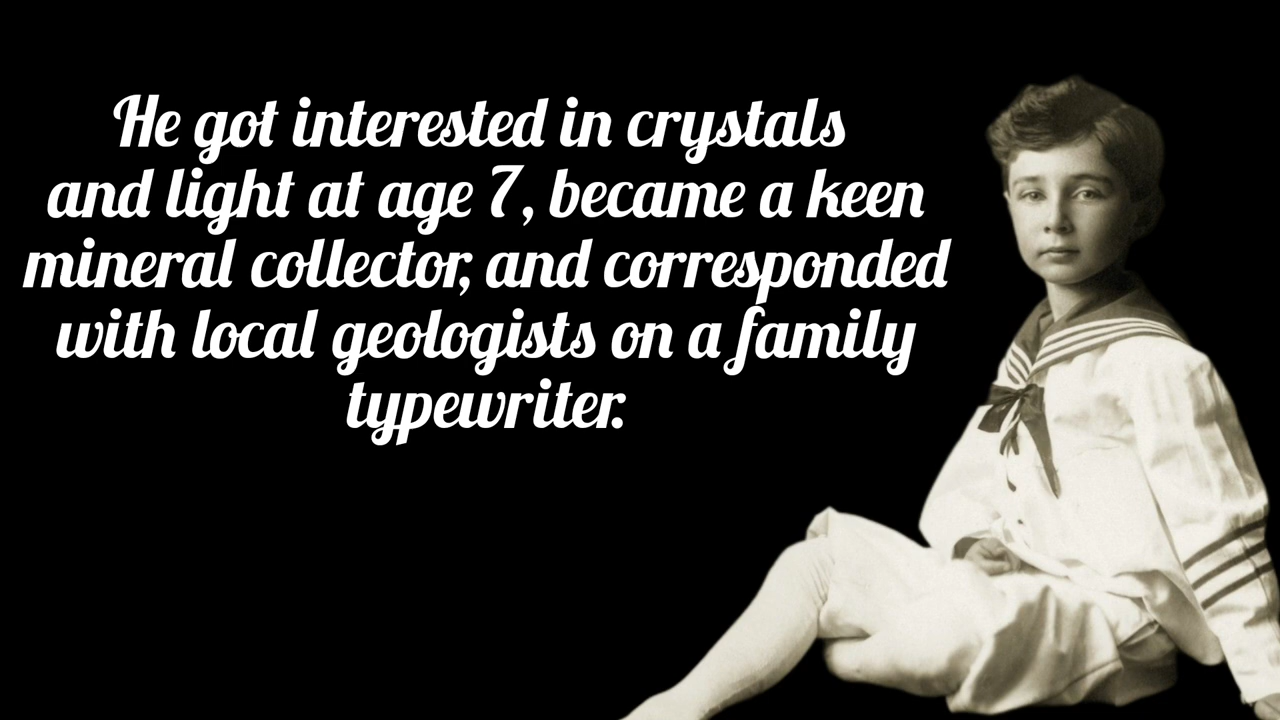 He got interested in crystals
and light at age 7, became a keen
mineral collector, and corresponded
with local geologists on a family
typewriter.